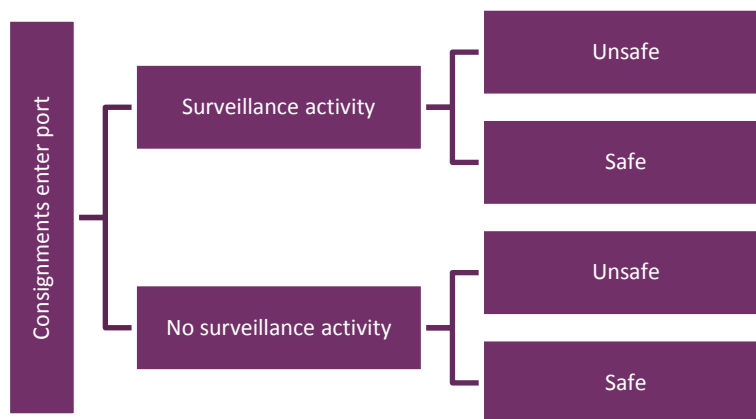 Consignments enter port
Surveillance activity
Unsafe
Safe
No surveillance activity
Unsafe
Safe